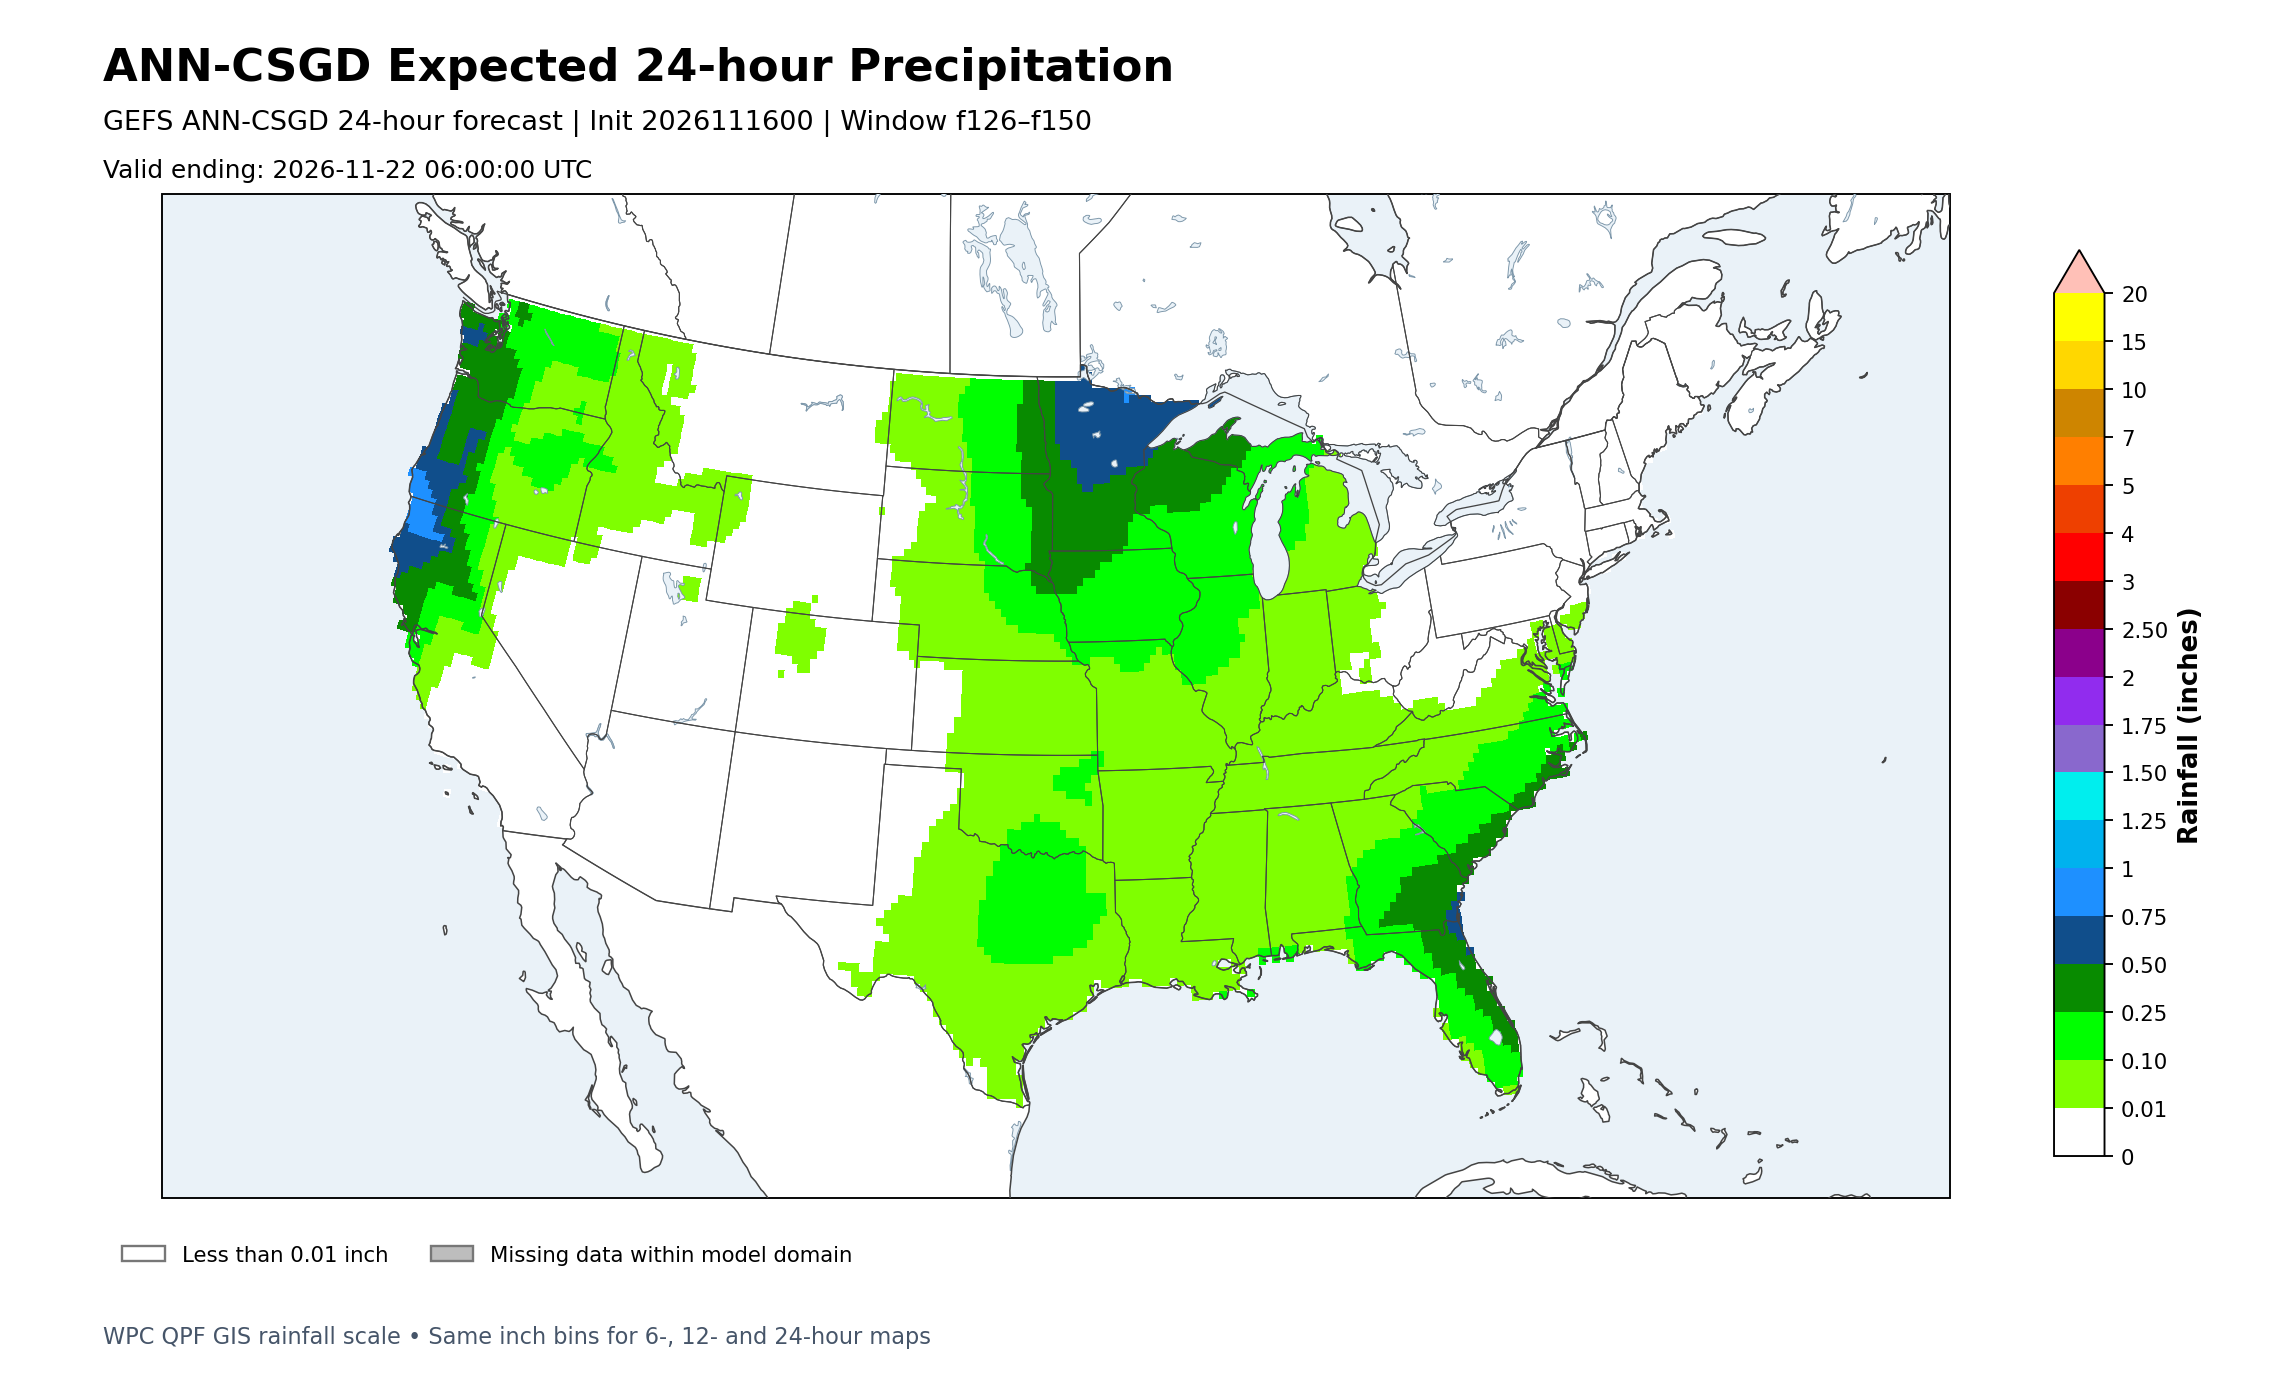 ANN-CSGD Expected 24-hour Precipitation
GEFS ANN-CSGD 24-hour forecast | Init 2026111600 | Window f126–f150
Valid ending: 2026-11-22 06:00:00 UTC
20
15
10
7
5
4
3
2.50
2
1.75
1.50
1.25
1
0.75
0.50
0.25
0.10
0.01
0
Rainfall (inches)
Less than 0.01 inch
Missing data within model domain
WPC QPF GIS rainfall scale • Same inch bins for 6-, 12- and 24-hour maps